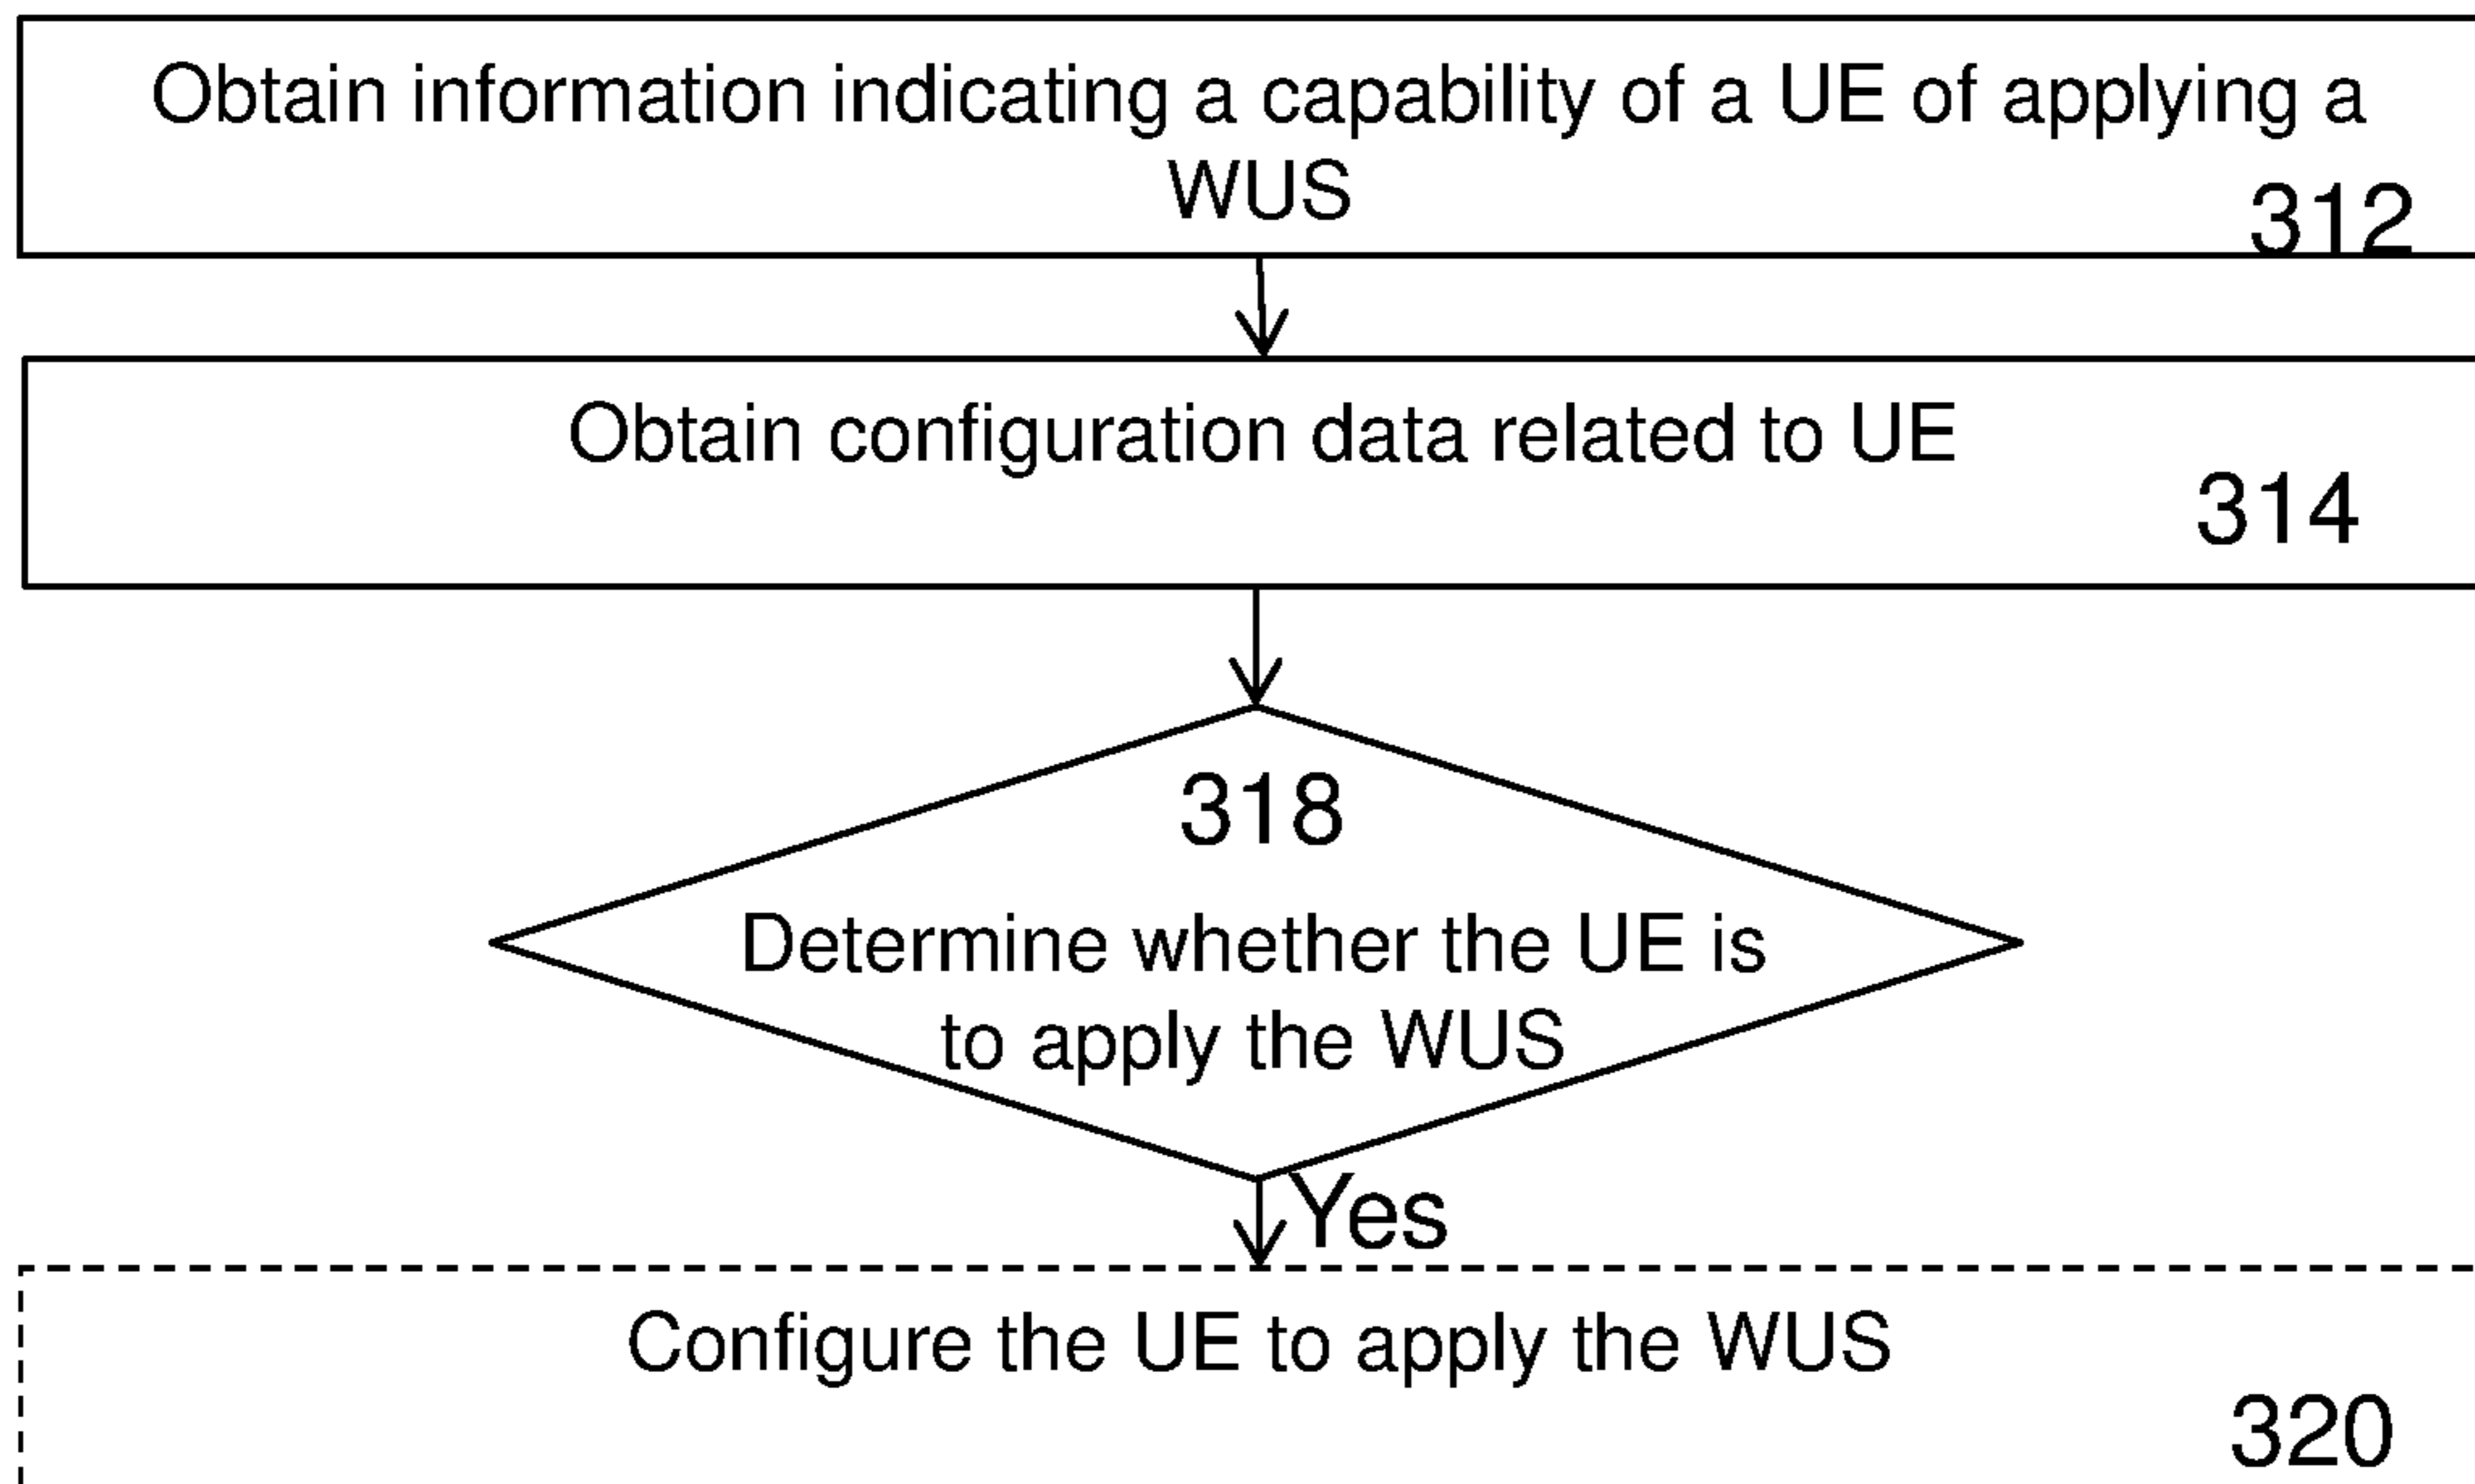 Obtain information indicating a capability of a UE of applying a
WUS
312
Obtain configuration data related to UE
314
318
Determine whether the UE is
to apply the WUS
Yes
Configure the UE to apply the WUS
320